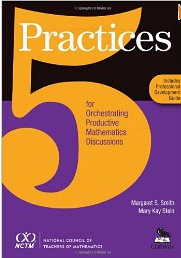 5
Practices
Includes
Professional
Development
Guide
for
Orchestrating
Productive
Mathematics
Discussions
Margaret S. Smith
Mary Kay Stein
NCTM
NATIONAL COUNCIL OF
TEACHERS OF MATHEMATICS
CORWIN